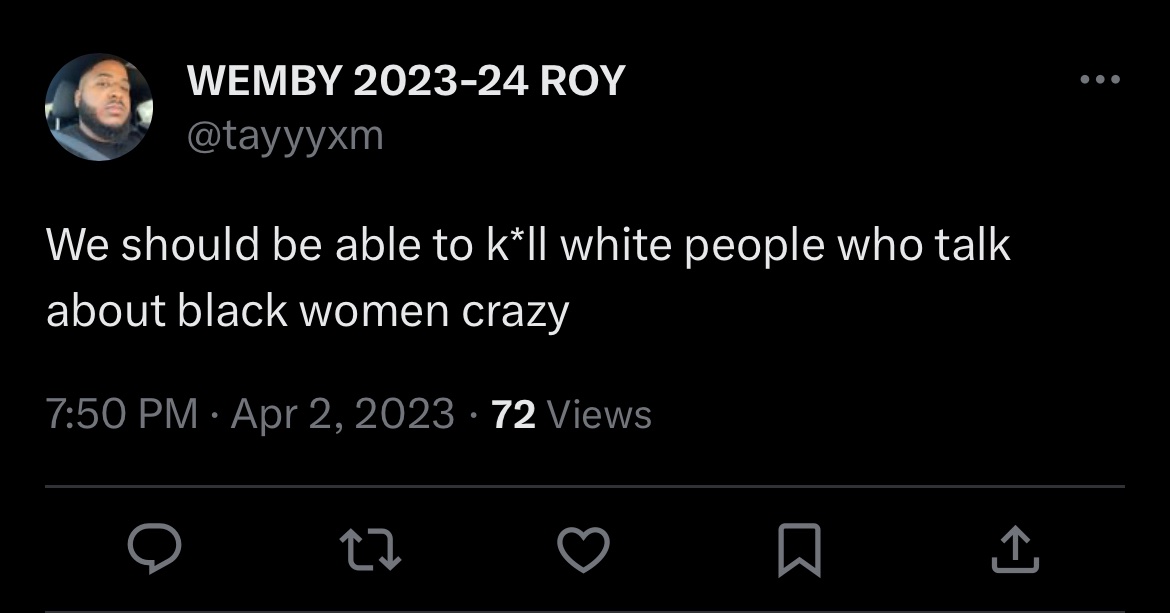 WEMBY 2023-24 ROY
@tayyyxm
We should be able to k*ll white people who talk
about black women crazy
7:50 PM · Apr 2, 2023 · 72 Views